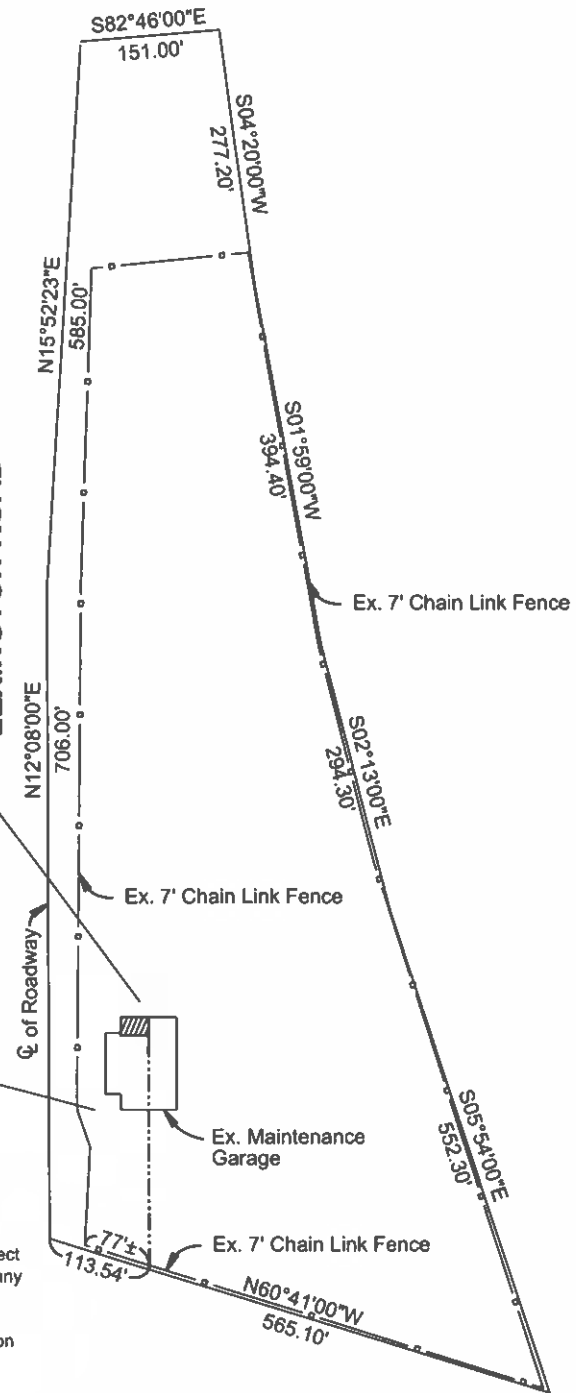 S82°46'00"E
151.00'
S04°20'00"W
277.20'
N15°52'23"E
585.00'
S01°59'00"W
394.40'
Ex. 7' Chain Link Fence
N12°08'00"E
706.00'
S02°13'00"E
294.30'
Ex. 7' Chain Link Fence
℄ of Roadway
S05°54'00"E
552.30'
Ex. Maintenance
Garage
77'±
113.54'
Ex. 7' Chain Link Fence
N60°41'00"W
565.10'